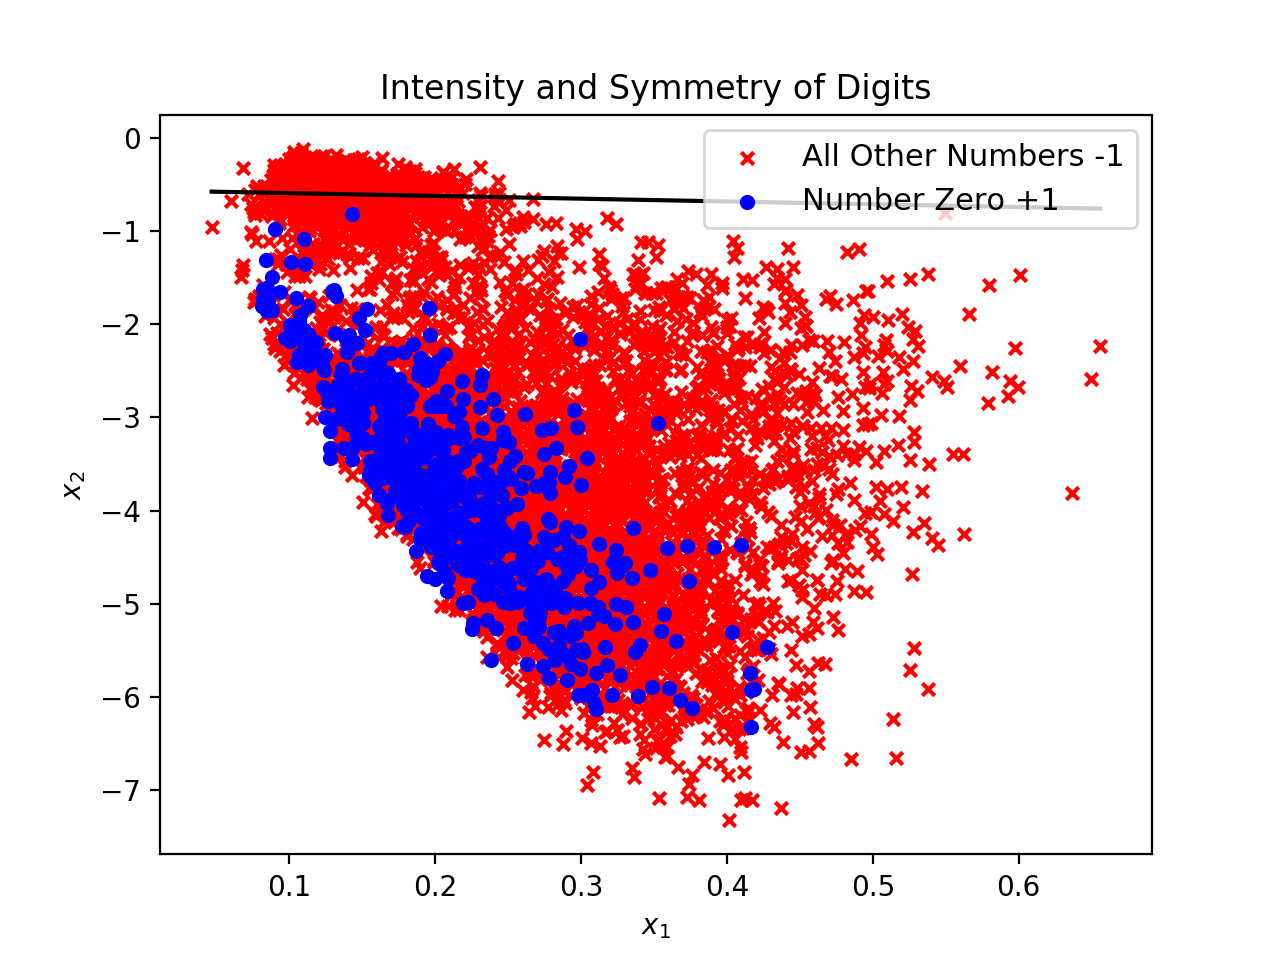 Intensity and Symmetry of Digits
All Other Numbers -1
Number Zero +1
0
−1
−2
−3
−4
−5
−6
−7
x₂
0.1 0.2 0.3 0.4 0.5 0.6
x₁